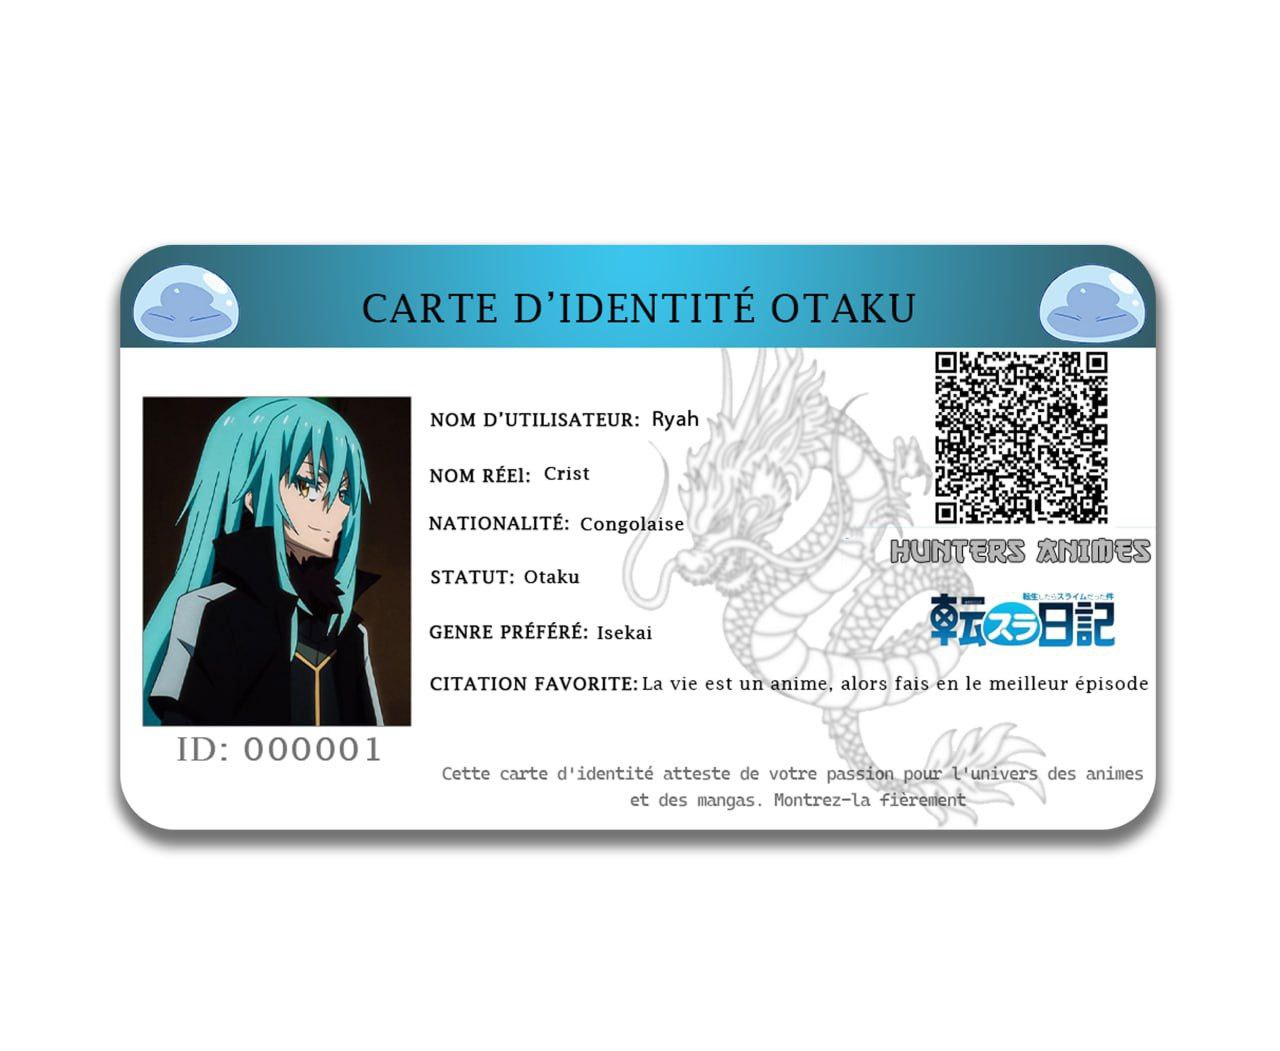 CARTE D’IDENTITÉ OTAKU
NOM D’UTILISATEUR: Ryah
NOM RÉEl: Crist
NATIONALITÉ: Congolaise
STATUT: Otaku
GENRE PRÉFÉRÉ: Isekai
CITATION FAVORITE: La vie est un anime, alors fais en le meilleur épisode
HUNTERS ANIMES
転生したらスライムだった件
転スラ日記
ID: 000001
Cette carte d'identité atteste de votre passion pour l'univers des animes
et des mangas. Montrez-la fièrement